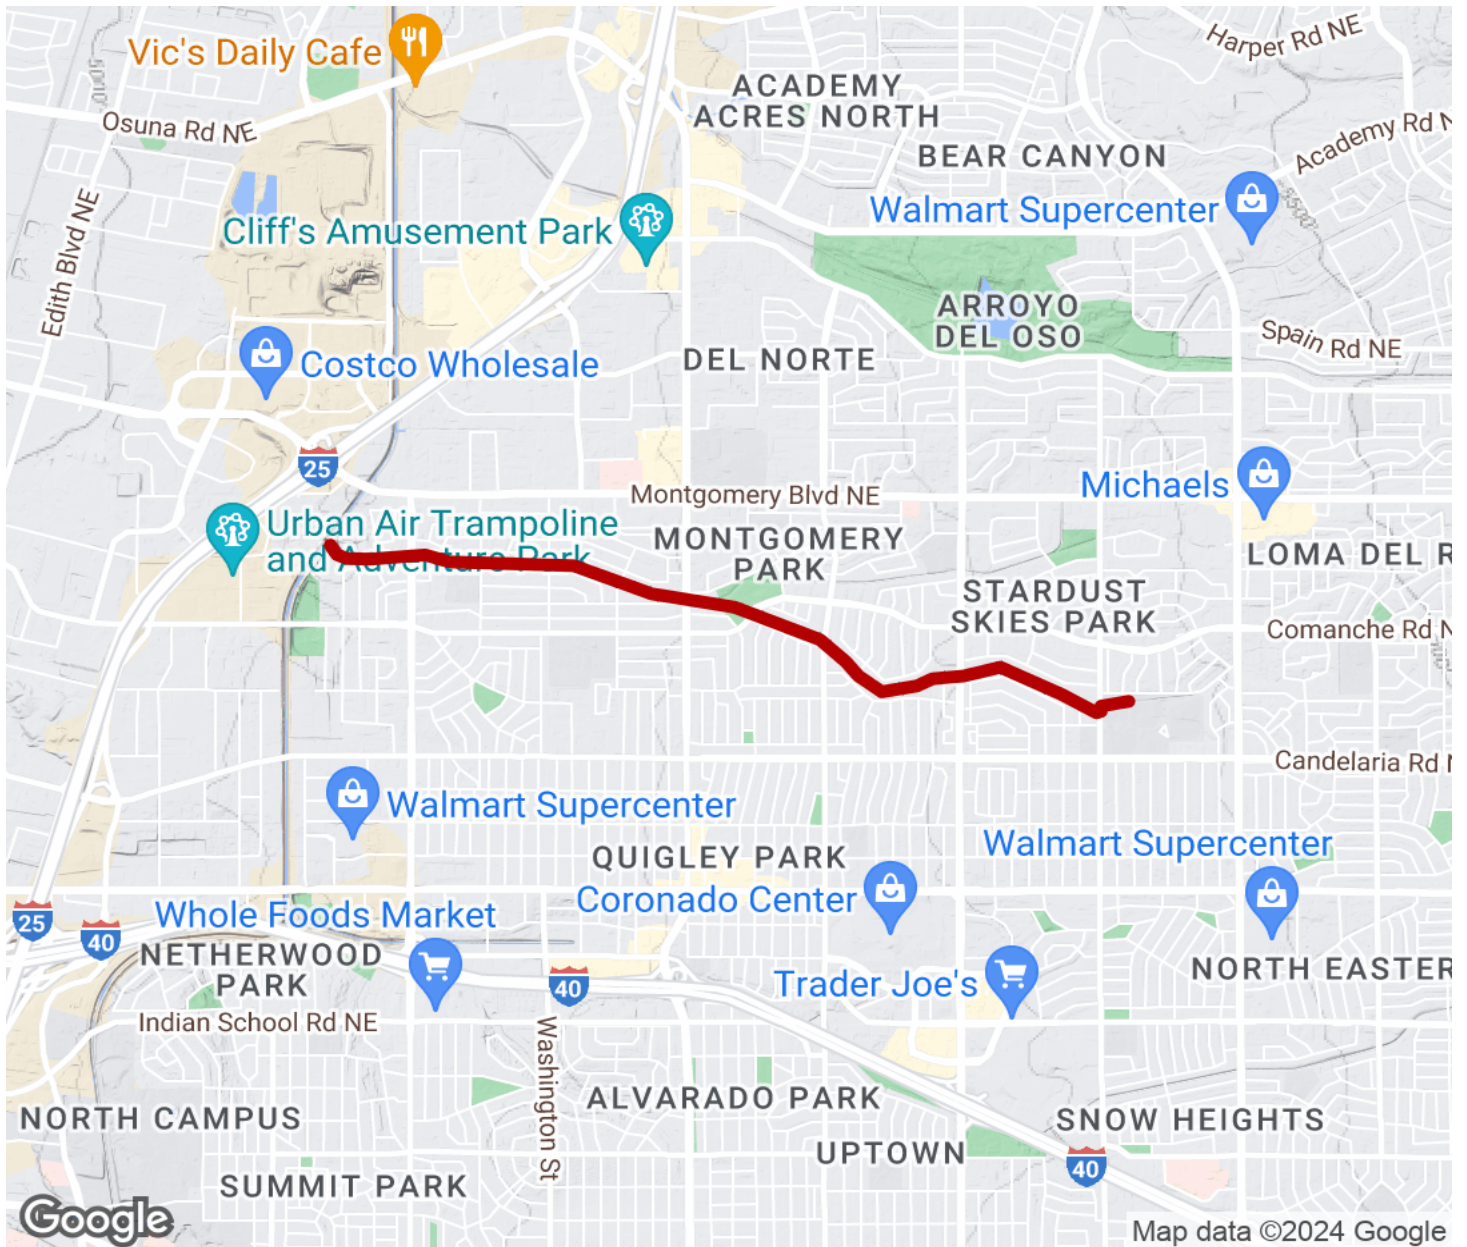 Vic's Daily Cafe
Harper Rd NE
ACADEMY
ACRES NORTH
Osuna Rd NE
Academy Rd N
BEAR CANYON
Walmart Supercenter
Edith Blvd NE
Cliff's Amusement Park
ARROYO
DEL OSO
Spain Rd NE
DEL NORTE
Costco Wholesale
25
Michaels
Montgomery Blvd NE
Urban Air Trampoline
and Adventure Park
MONTGOMERY
PARK
LOMA DEL R
STARDUST
SKIES PARK
Comanche Rd N
Candelaria Rd
Walmart Supercenter
Walmart Supercenter
QUIGLEY PARK
Coronado Center
25
40
Whole Foods Market
NETHERWOOD
PARK
40
Trader Joe's
NORTH EASTER
Indian School Rd NE
Washington St
NORTH CAMPUS
ALVARADO PARK
SNOW HEIGHTS
UPTOWN
40
SUMMIT PARK
Google
Map data ©2024 Google